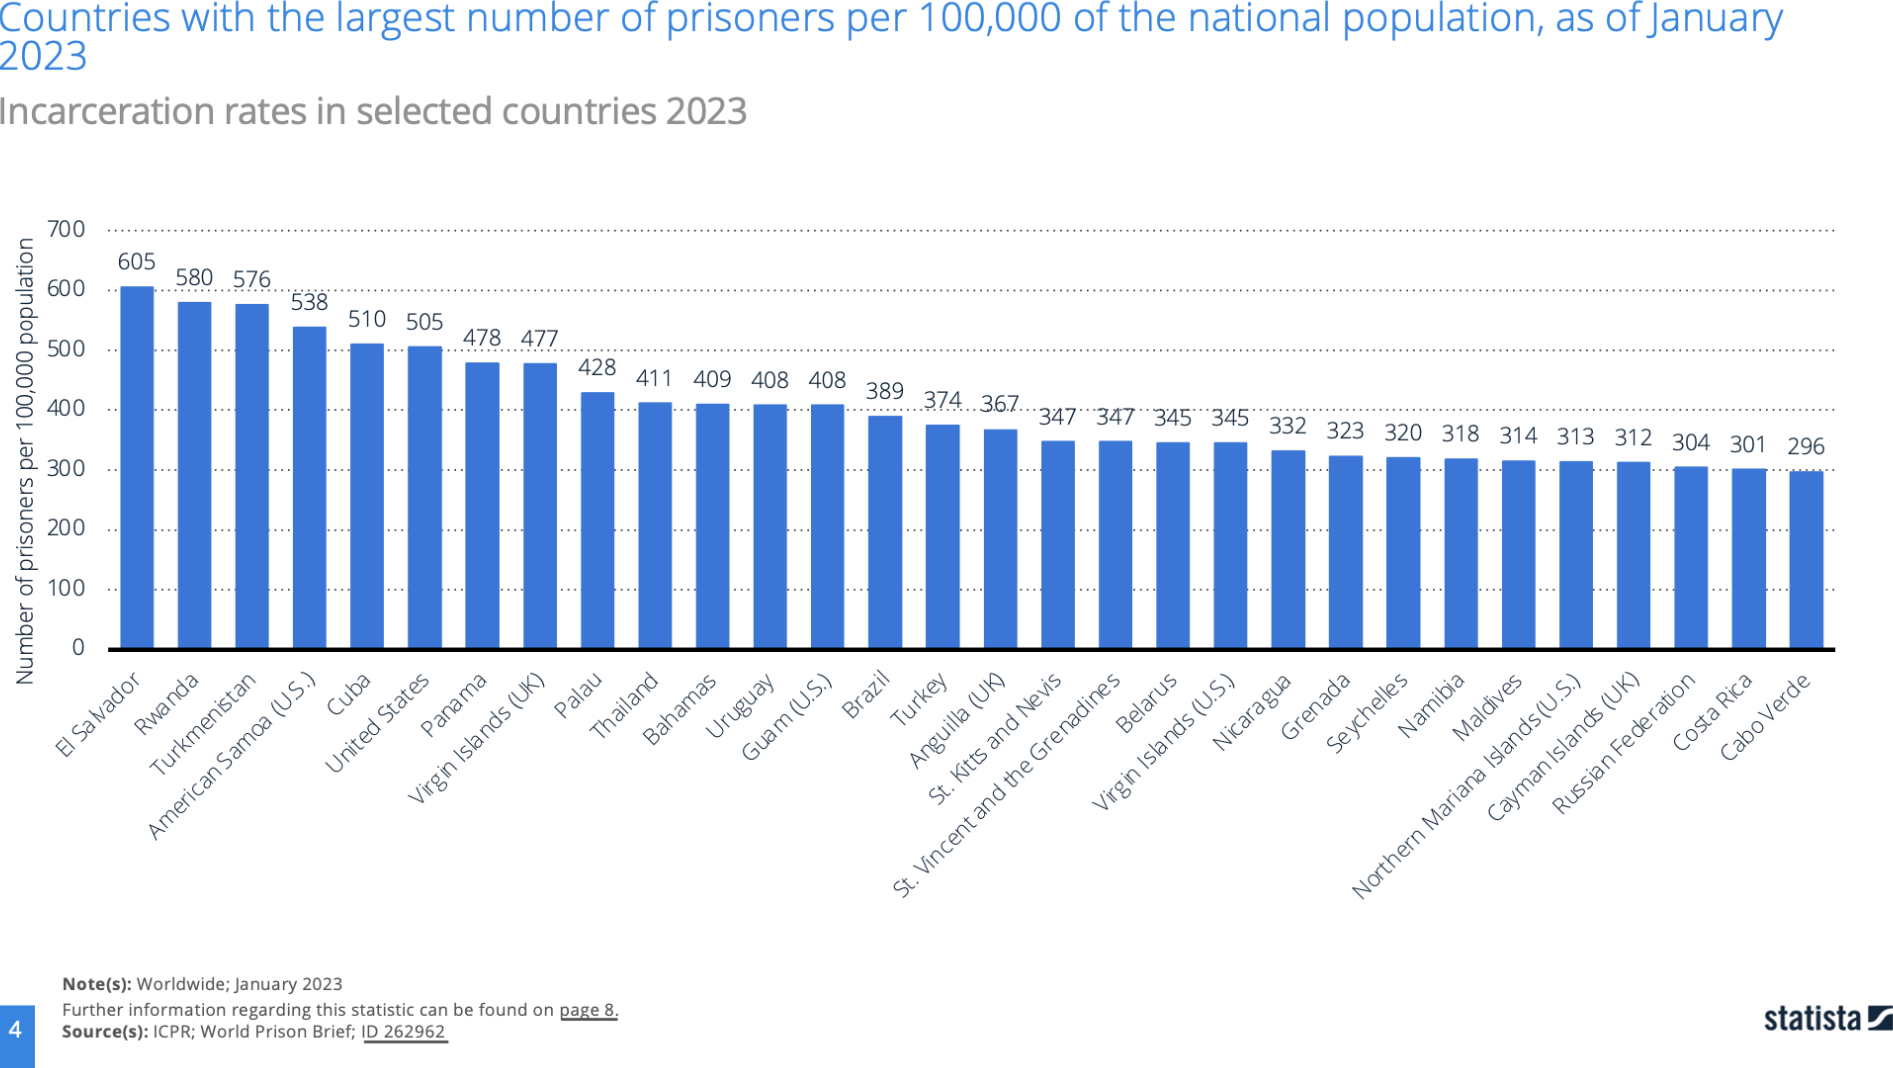 Countries with the largest number of prisoners per 100,000 of the national population, as of January
2023
Incarceration rates in selected countries 2023
Number of prisoners per 100,000 population
700
600
500
400
300
200
100
0
605
580
576
538
510
505
478
477
428
411
409
408
408
389
374
367
347
347
345
345
332
323
320
318
314
313
312
304
301
296
El Salvador
Rwanda
Turkmenistan
American Samoa (U.S.)
Cuba
United States
Panama
Virgin Islands (UK)
Palau
Thailand
Bahamas
Uruguay
Guam (U.S.)
Brazil
Turkey
Anguilla (UK)
St. Kitts and Nevis
St. Vincent and the Grenadines
Belarus
Virgin Islands (U.S.)
Nicaragua
Grenada
Seychelles
Namibia
Maldives
Northern Mariana Islands (U.S.)
Cayman Islands (UK)
Russian Federation
Costa Rica
Cabo Verde
Note(s): Worldwide; January 2023
Further information regarding this statistic can be found on page 8.
Source(s): ICPR; World Prison Brief; ID 262962
4
statista